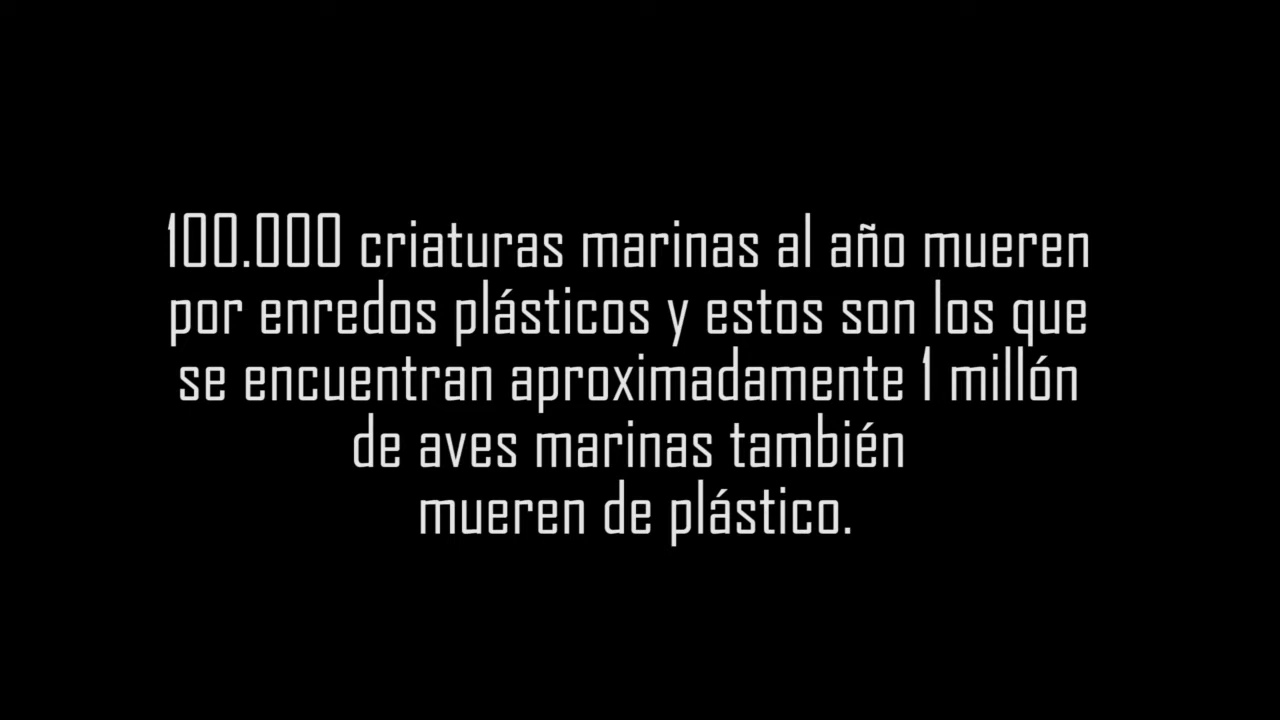 100.000 criaturas marinas al año mueren
por enredos plásticos y estos son los que
se encuentran aproximadamente 1 millón
de aves marinas también
mueren de plástico.